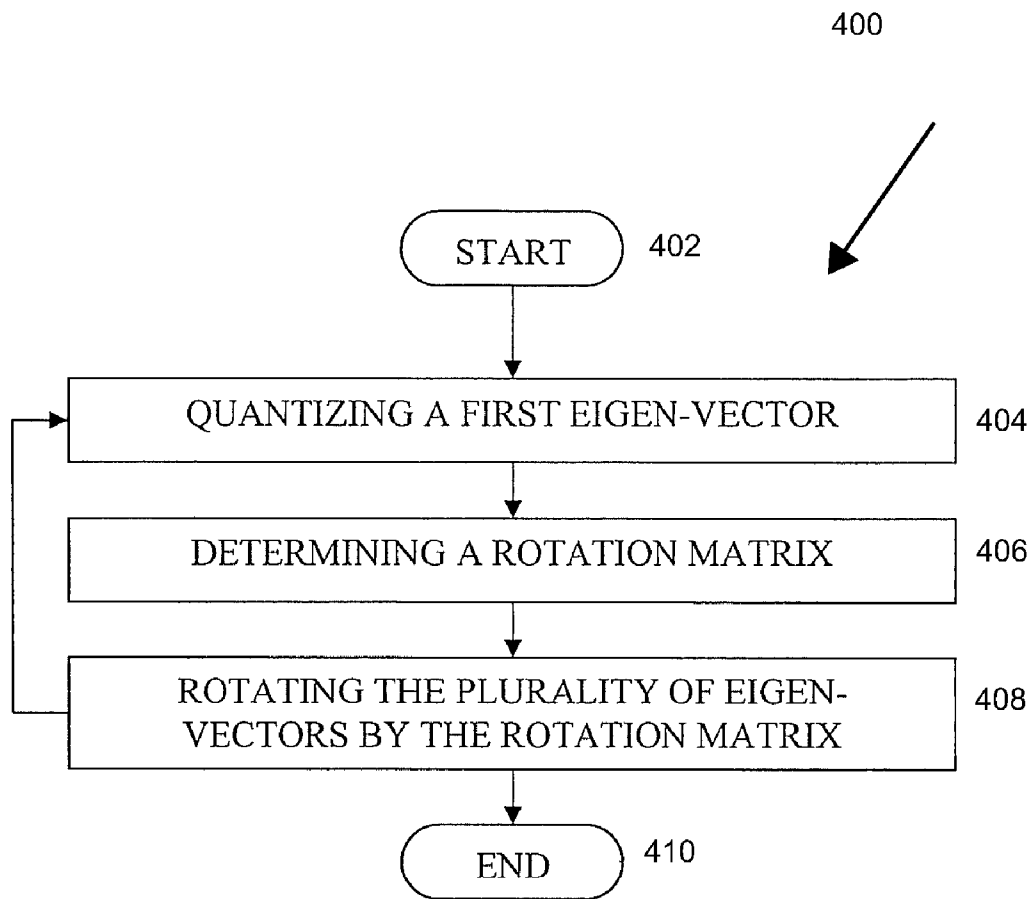 400
START
402
QUANTIZING A FIRST EIGEN-VECTOR
404
DETERMINING A ROTATION MATRIX
406
ROTATING THE PLURALITY OF EIGEN-
VECTORS BY THE ROTATION MATRIX
408
END
410